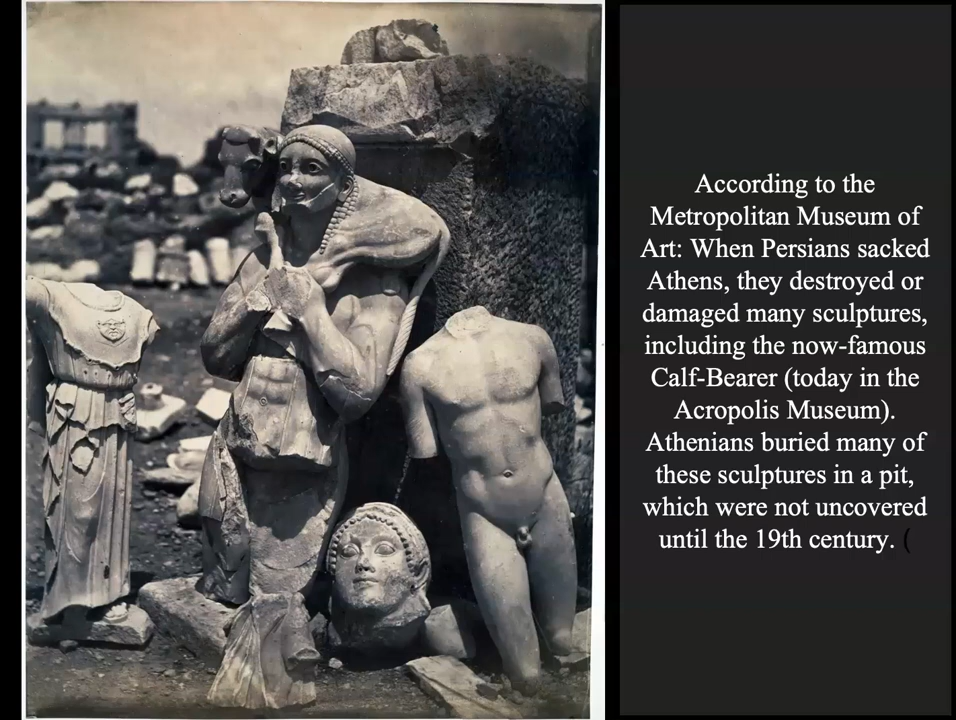 According to the
Metropolitan Museum of
Art: When Persians sacked
Athens, they destroyed or
damaged many sculptures,
including the now-famous
Calf-Bearer (today in the
Acropolis Museum).
Athenians buried many of
these sculptures in a pit,
which were not uncovered
until the 19th century. (